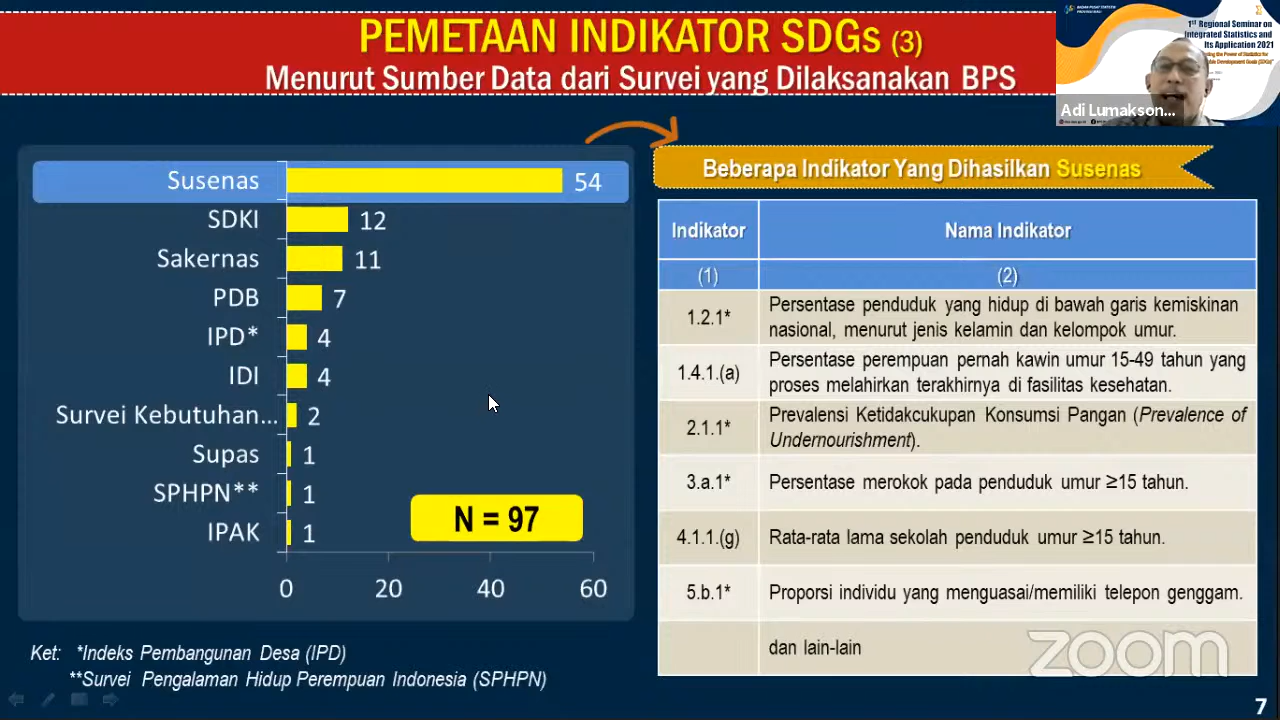 PEMETAAN INDIKATOR SDGs (3)
Menurut Sumber Data dari Survei yang Dilaksanakan BPS
BADAN PUSAT STATISTIK
1st Regional Seminar on
Integrated Statistics and
Its Application 2021
Adi Lumakson...
Susenas 54
SDKI 12
Sakernas 11
PDB 7
IPD* 4
IDI 4
Survei Kebutuhan... 2
Supas 1
SPHPN** 1
IPAK 1
N = 97
0 20 40 60
Ket: *Indeks Pembangunan Desa (IPD)
**Survei Pengalaman Hidup Perempuan Indonesia (SPHPN)
Beberapa Indikator Yang Dihasilkan Susenas
Indikator Nama Indikator
(1) (2)
1.2.1* Persentase penduduk yang hidup di bawah garis kemiskinan
nasional, menurut jenis kelamin dan kelompok umur.
1.4.1.(a) Persentase perempuan pernah kawin umur 15-49 tahun yang
proses melahirkan terakhirnya di fasilitas kesehatan.
2.1.1* Prevalensi Ketidakcukupan Konsumsi Pangan (Prevalence of
Undernourishment).
3.a.1* Persentase merokok pada penduduk umur ≥15 tahun.
4.1.1.(g) Rata-rata lama sekolah penduduk umur ≥15 tahun.
5.b.1* Proporsi individu yang menguasai/memiliki telepon genggam.
dan lain-lain
zoom
7